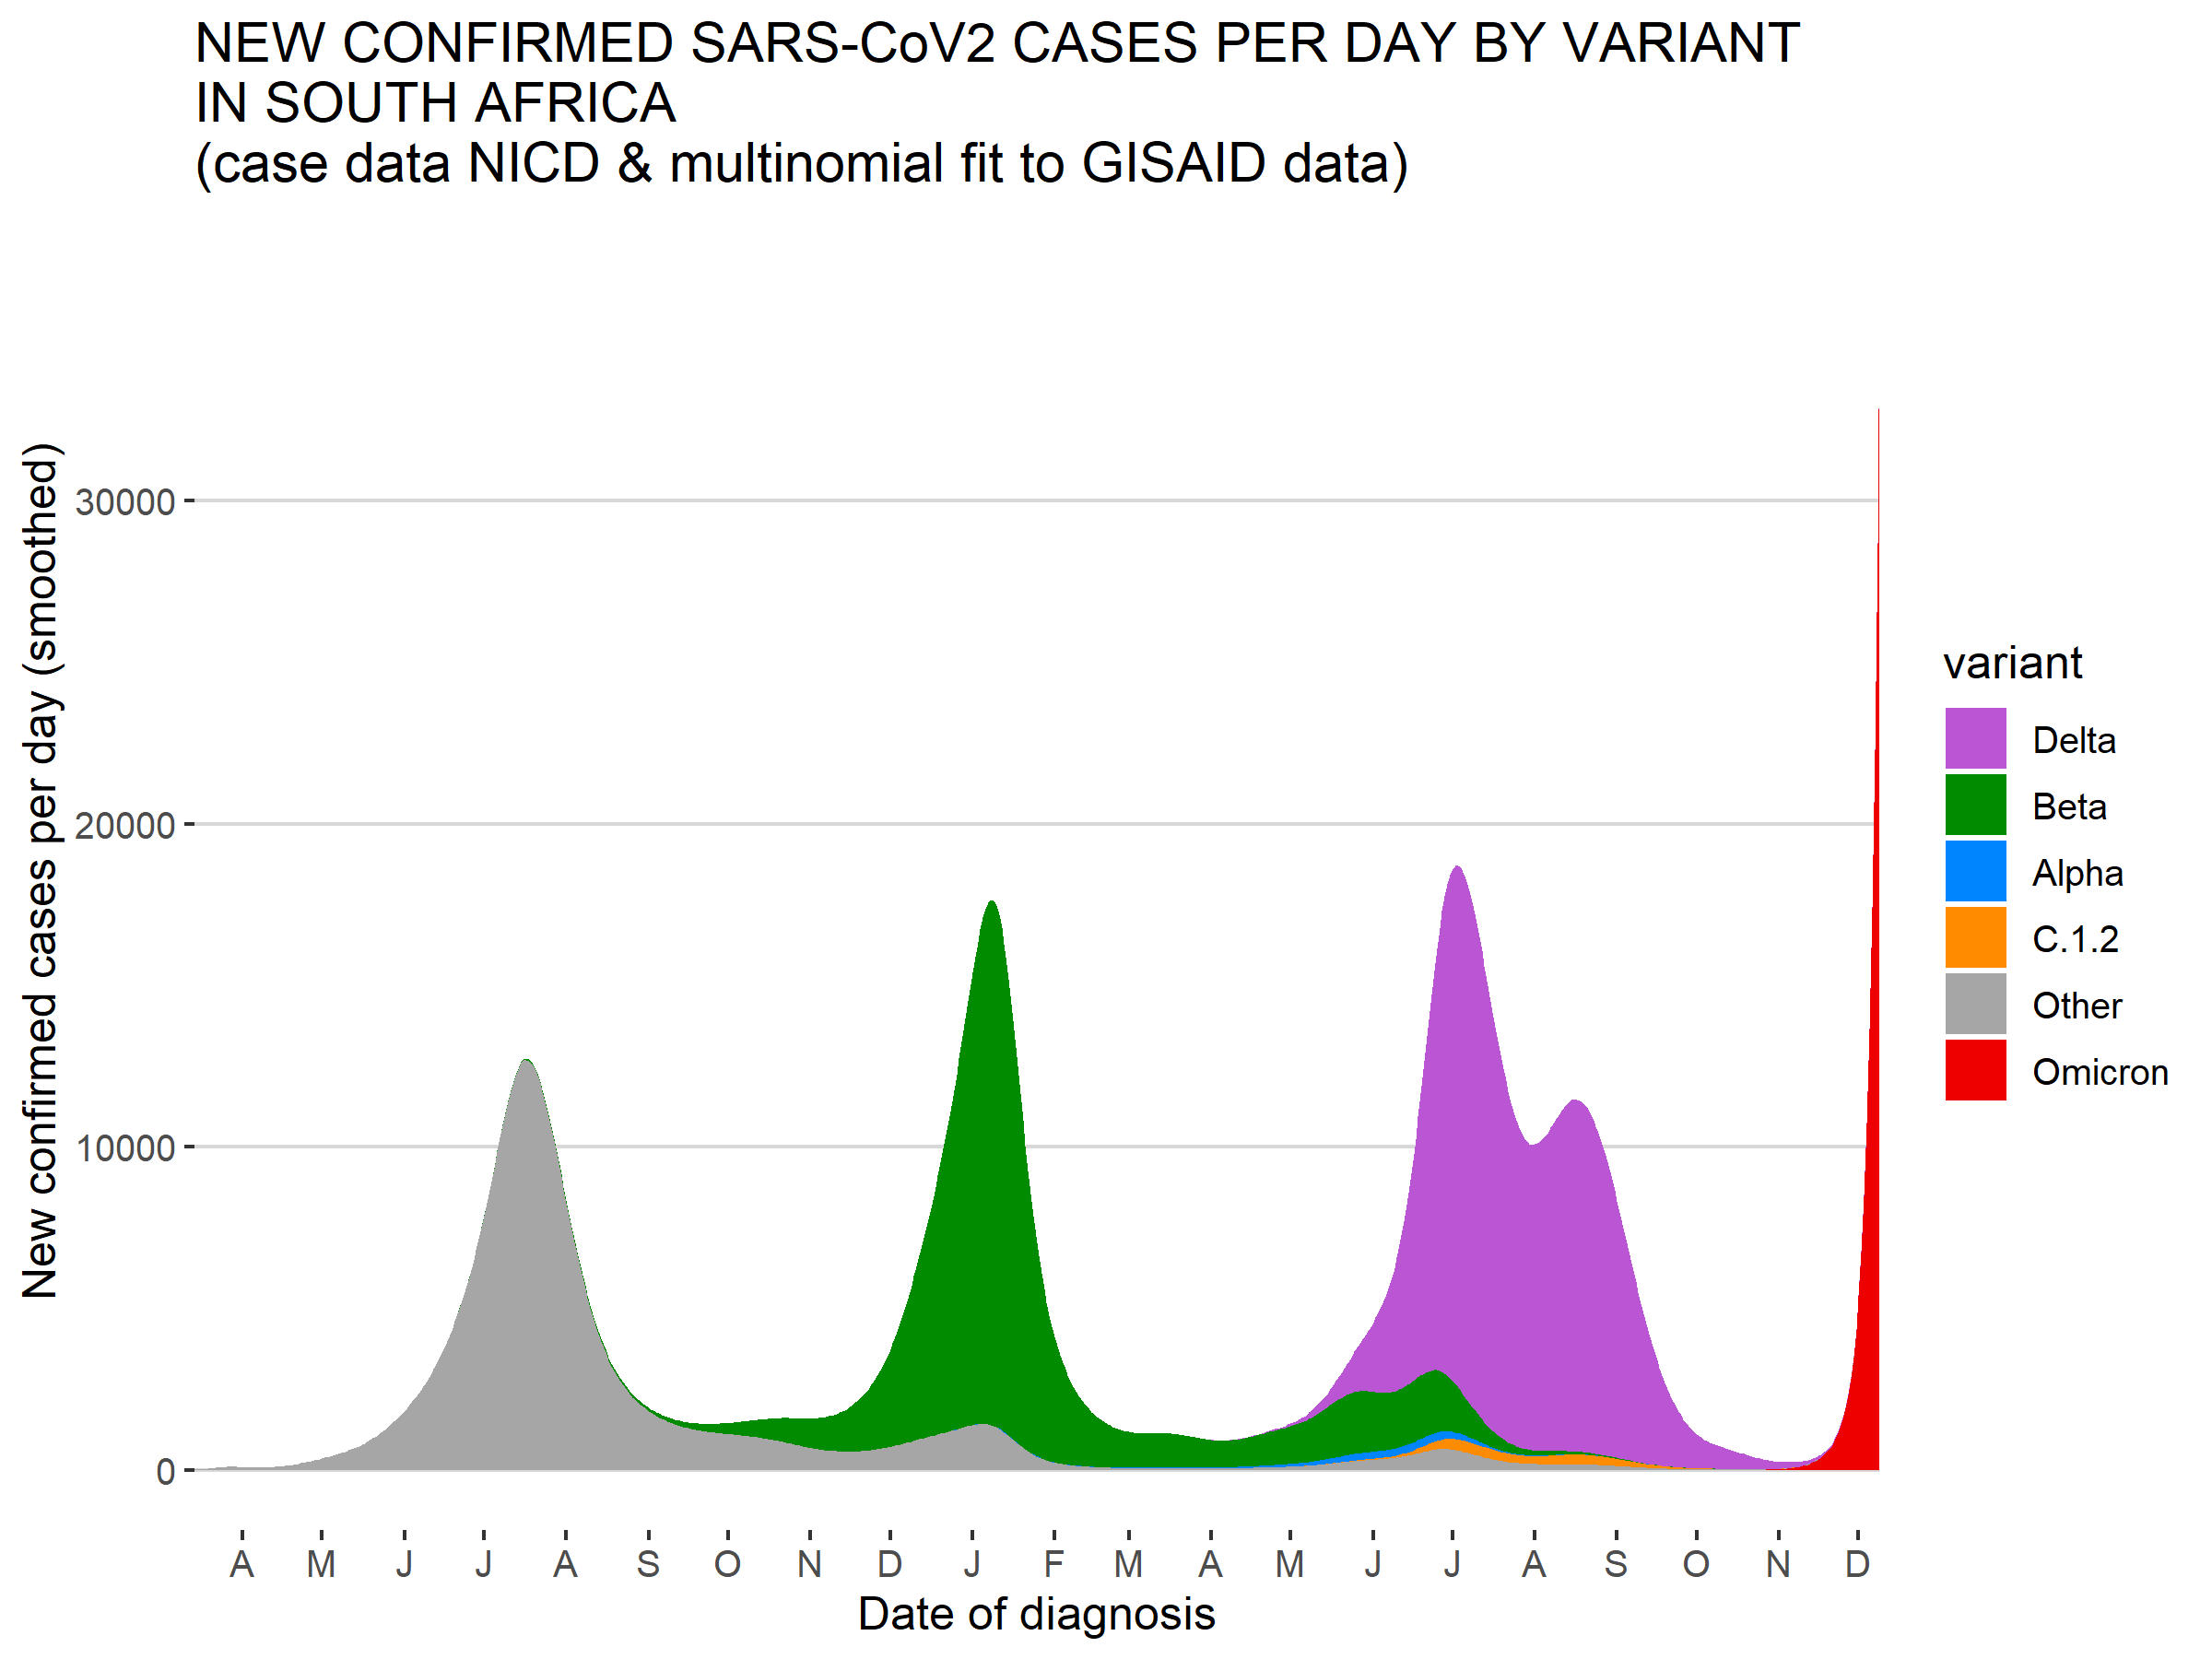 NEW CONFIRMED SARS-CoV2 CASES PER DAY BY VARIANT
IN SOUTH AFRICA
(case data NICD & multinomial fit to GISAID data)
New confirmed cases per day (smoothed)
30000
20000
10000
0
A M J J A S O N D J F M A M J J A S O N D
Date of diagnosis
variant
Delta
Beta
Alpha
C.1.2
Other
Omicron